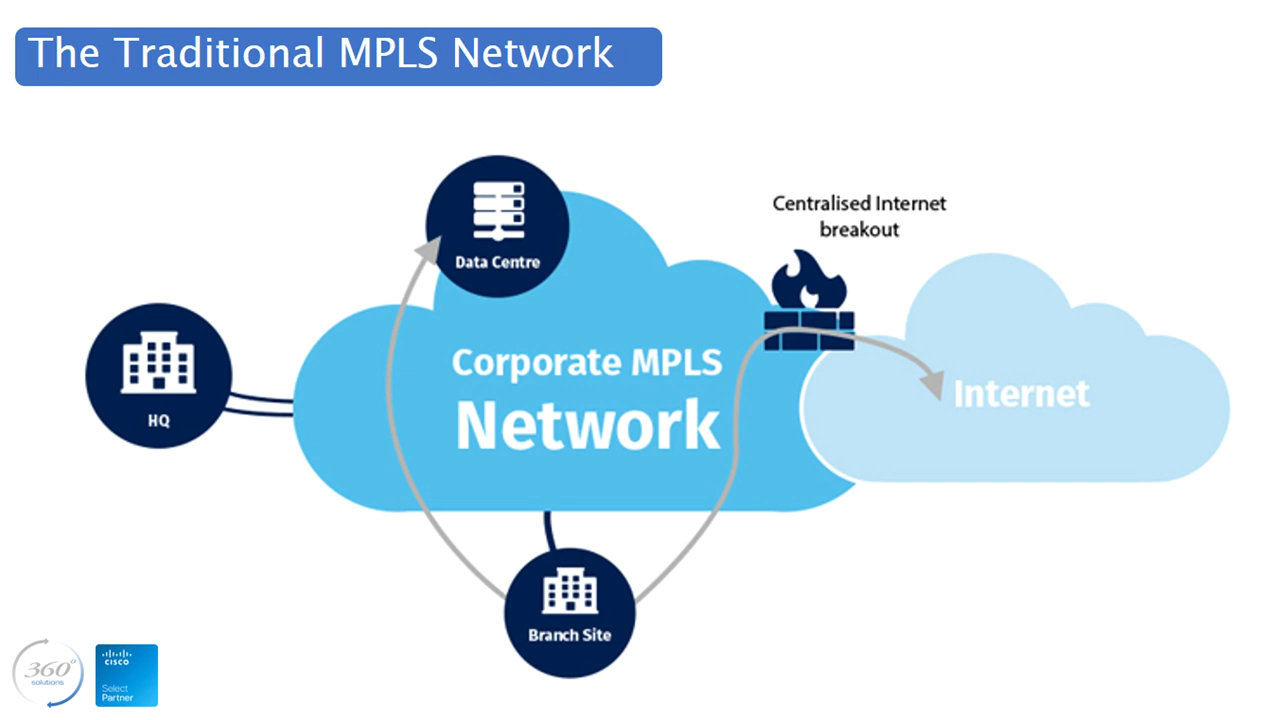 The Traditional MPLS Network
Centralised Internet
breakout
Data Centre
Corporate MPLS
Network
Internet
HQ
Branch Site
360°
solutions
CISCO
Select
Partner